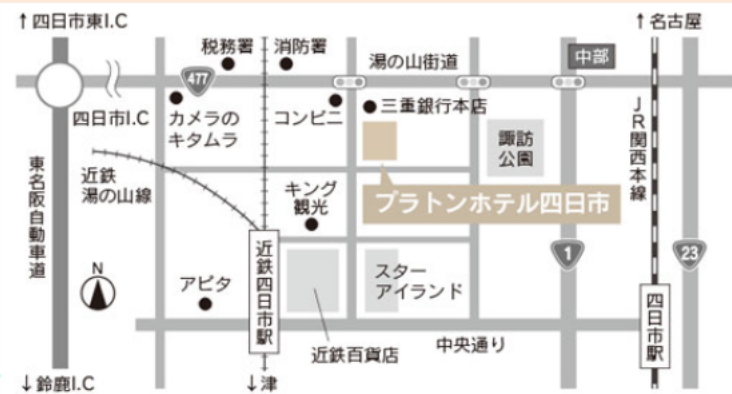 ↑四日市東I.C
↑名古屋
税務署
消防署
湯の山街道
中部
477
四日市I.C
カメラの
キタムラ
コンビニ
三重銀行本店
諏訪
公園
JR関西本線
東名阪自動車道
近鉄
湯の山線
キング
観光
プラトンホテル四日市
1
23
N
アピタ
近鉄四日市駅
スター
アイランド
四日市駅
近鉄百貨店
中央通り
↓鈴鹿I.C
↓津